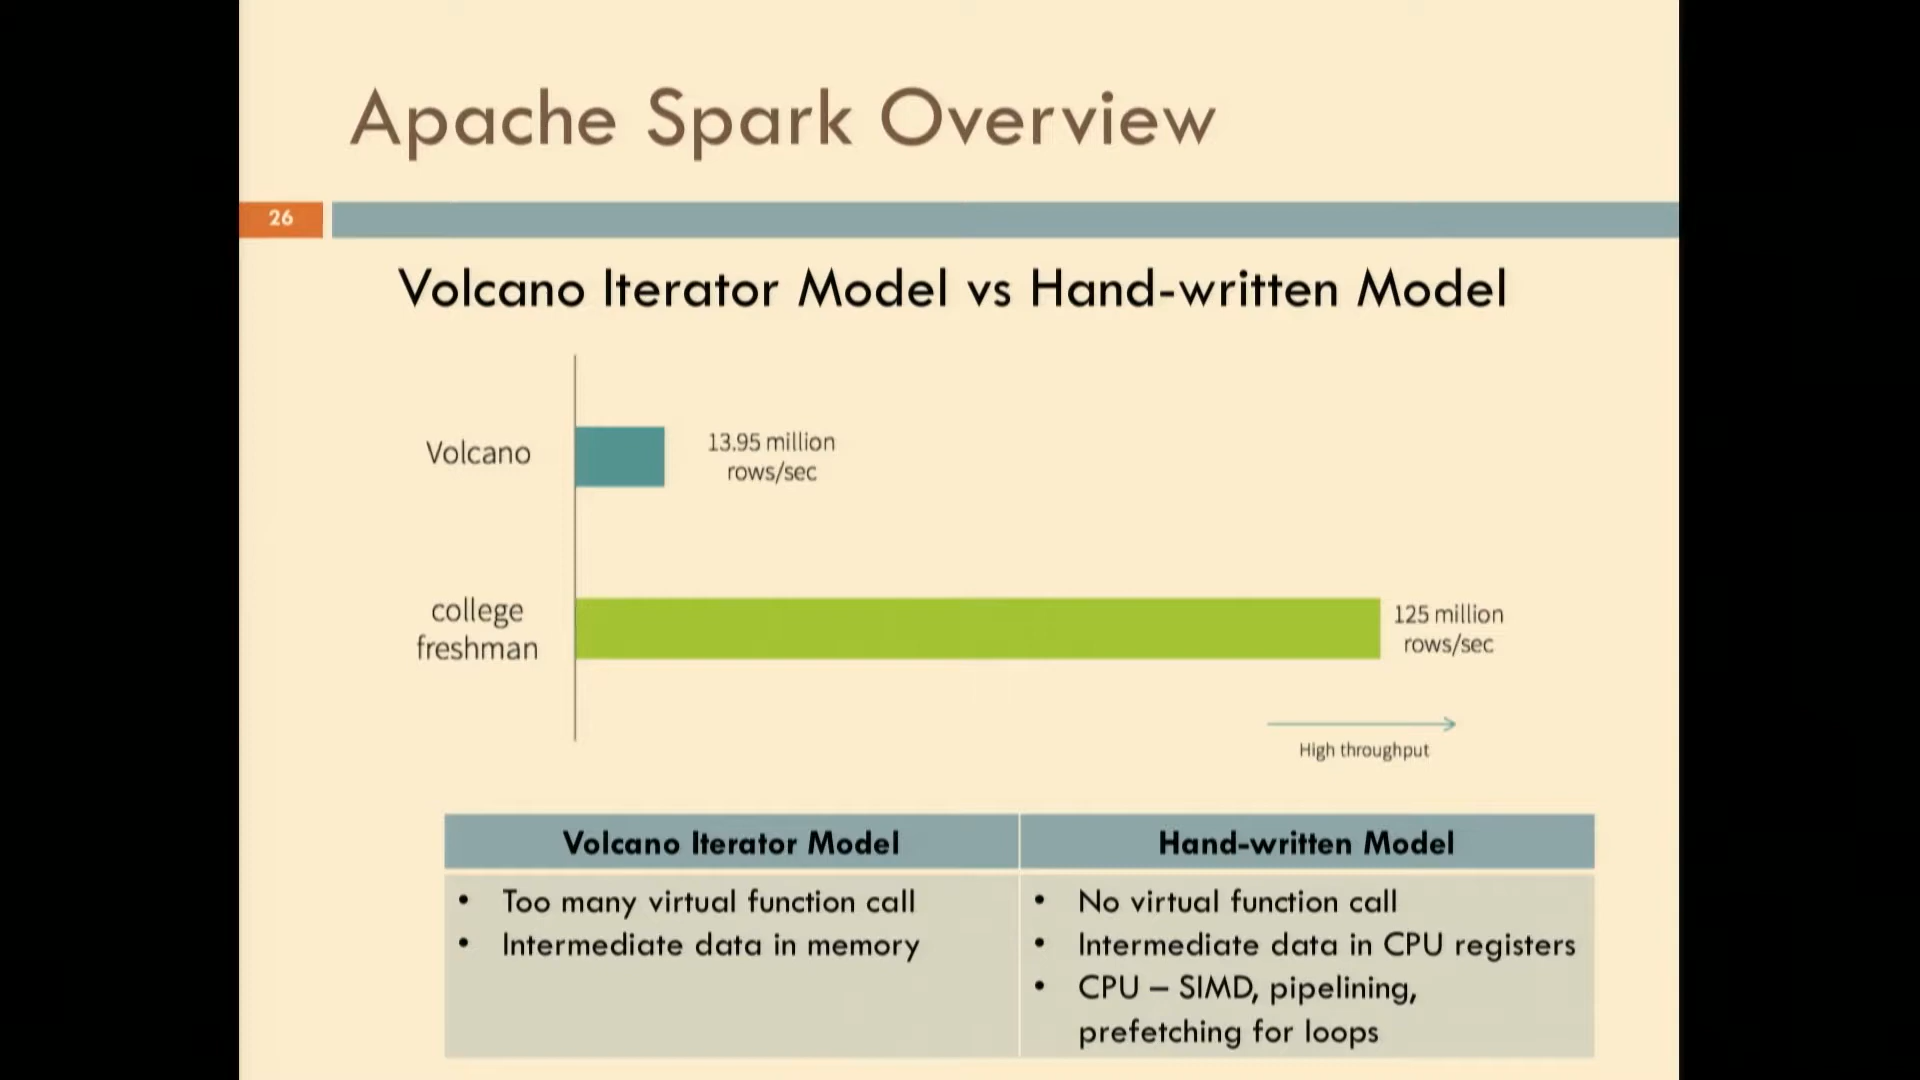 Apache Spark Overview
26
Volcano Iterator Model vs Hand-written Model
Volcano
13.95 million
rows/sec
college
freshman
125 million
rows/sec
High throughput
Volcano Iterator Model
Hand-written Model
• Too many virtual function call
• Intermediate data in memory
• No virtual function call
• Intermediate data in CPU registers
• CPU – SIMD, pipelining,
prefetching for loops